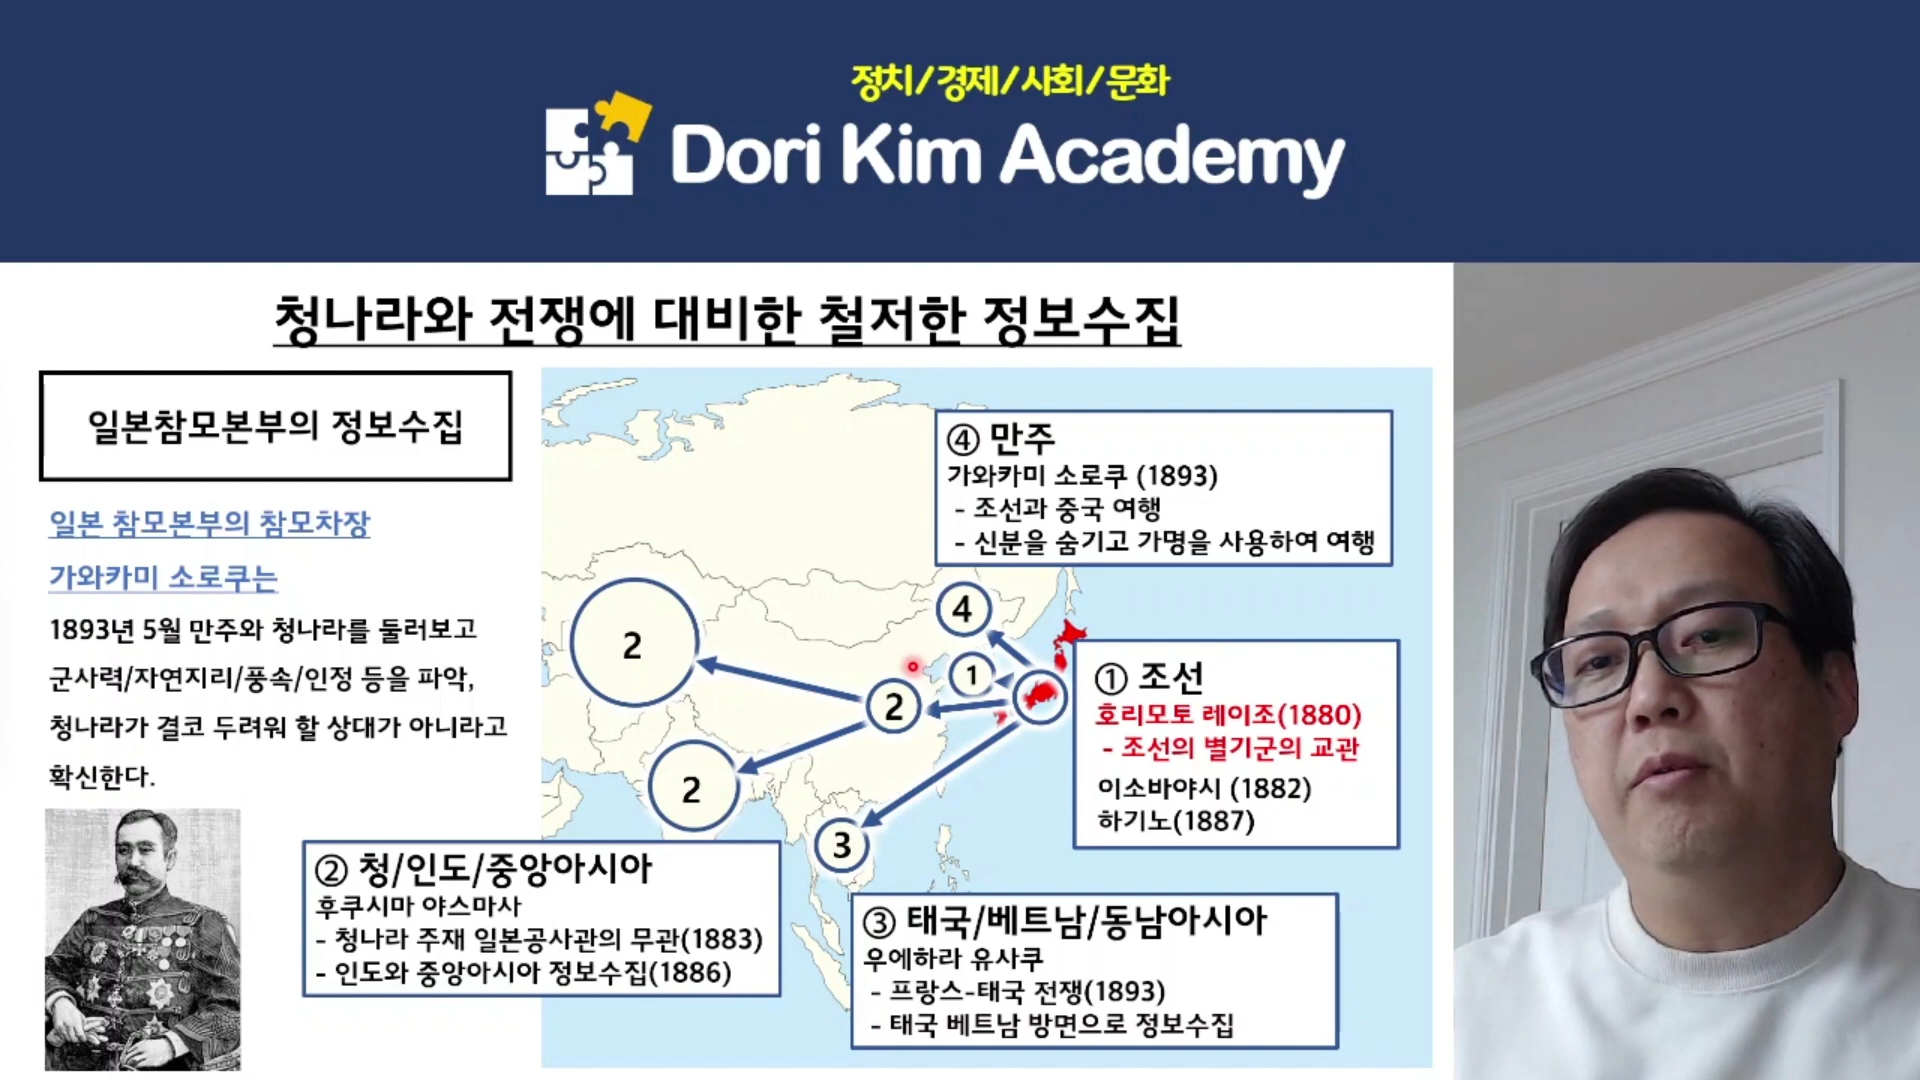 정치/경제/사회/문화
Dori Kim Academy
청나라와 전쟁에 대비한 철저한 정보수집
일본참모본부의 정보수집
일본 참모본부의 참모차장
가와카미 소로쿠는
1893년 5월 만주와 청나라를 둘러보고
군사력/자연지리/풍속/인정 등을 파악,
청나라가 결코 두려워 할 상대가 아니라고
확신한다.
④ 만주
가와카미 소로쿠 (1893)
- 조선과 중국 여행
- 신분을 숨기고 가명을 사용하여 여행
4
2
1
2
2
3
① 조선
호리모토 레이조(1880)
- 조선의 별기군의 교관
이소바야시 (1882)
하기노(1887)
② 청/인도/중앙아시아
후쿠시마 야스마사
- 청나라 주재 일본공사관의 무관(1883)
- 인도와 중앙아시아 정보수집(1886)
③ 태국/베트남/동남아시아
우에하라 유사쿠
- 프랑스-태국 전쟁(1893)
- 태국 베트남 방면으로 정보수집